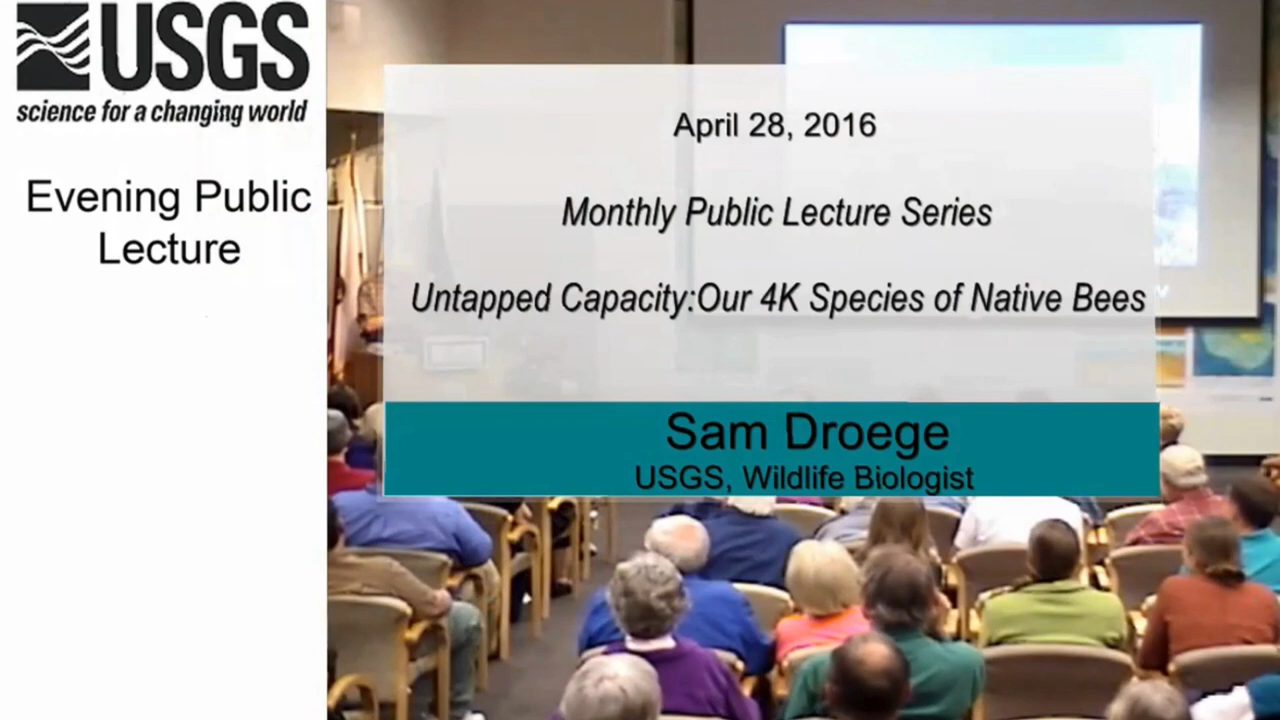 USGS
science for a changing world
Evening Public
Lecture
April 28, 2016
Monthly Public Lecture Series
Untapped Capacity:Our 4K Species of Native Bees
Sam Droege
USGS, Wildlife Biologist